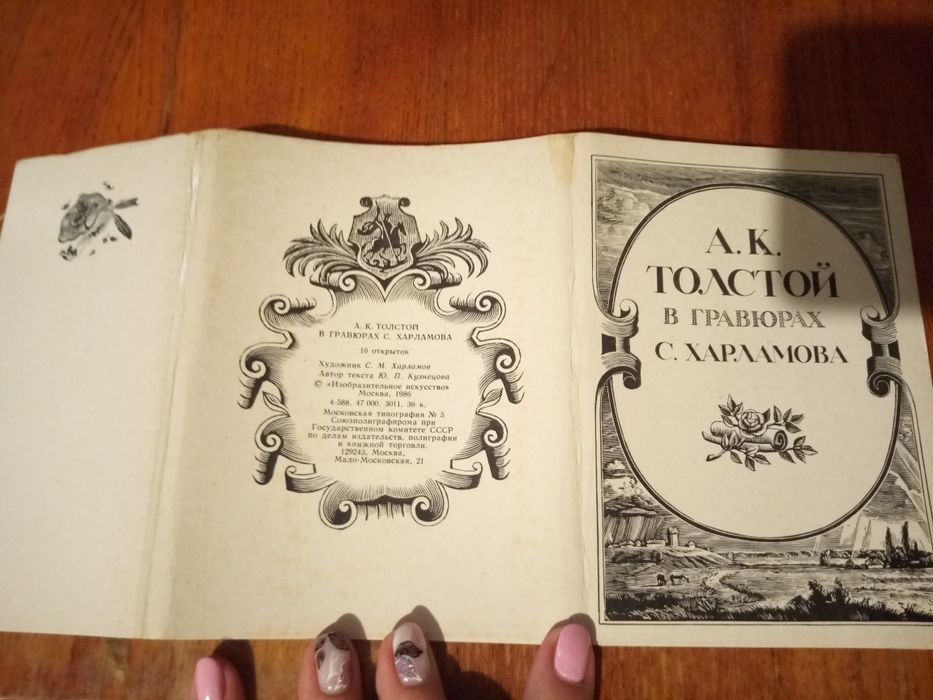 А. К. ТОЛСТОЙ
В ГРАВЮРАХ С. ХАРЛАМОВА
16 открыток
Художник С. М. Харламов
Автор текста Ю. П. Кузнецова
© «Изобразительное искусство»
Москва, 1986
4-588. 47 000. 3011. 36 к.
Московская типография № 5
Союзполиграфпрома при
Государственном комитете СССР
по делам издательств, полиграфии
и книжной торговли.
129243, Москва,
Мало-Московская, 21
А. К.
ТОЛСТОЙ
В ГРАВЮРАХ
С. ХАРЛАМОВА